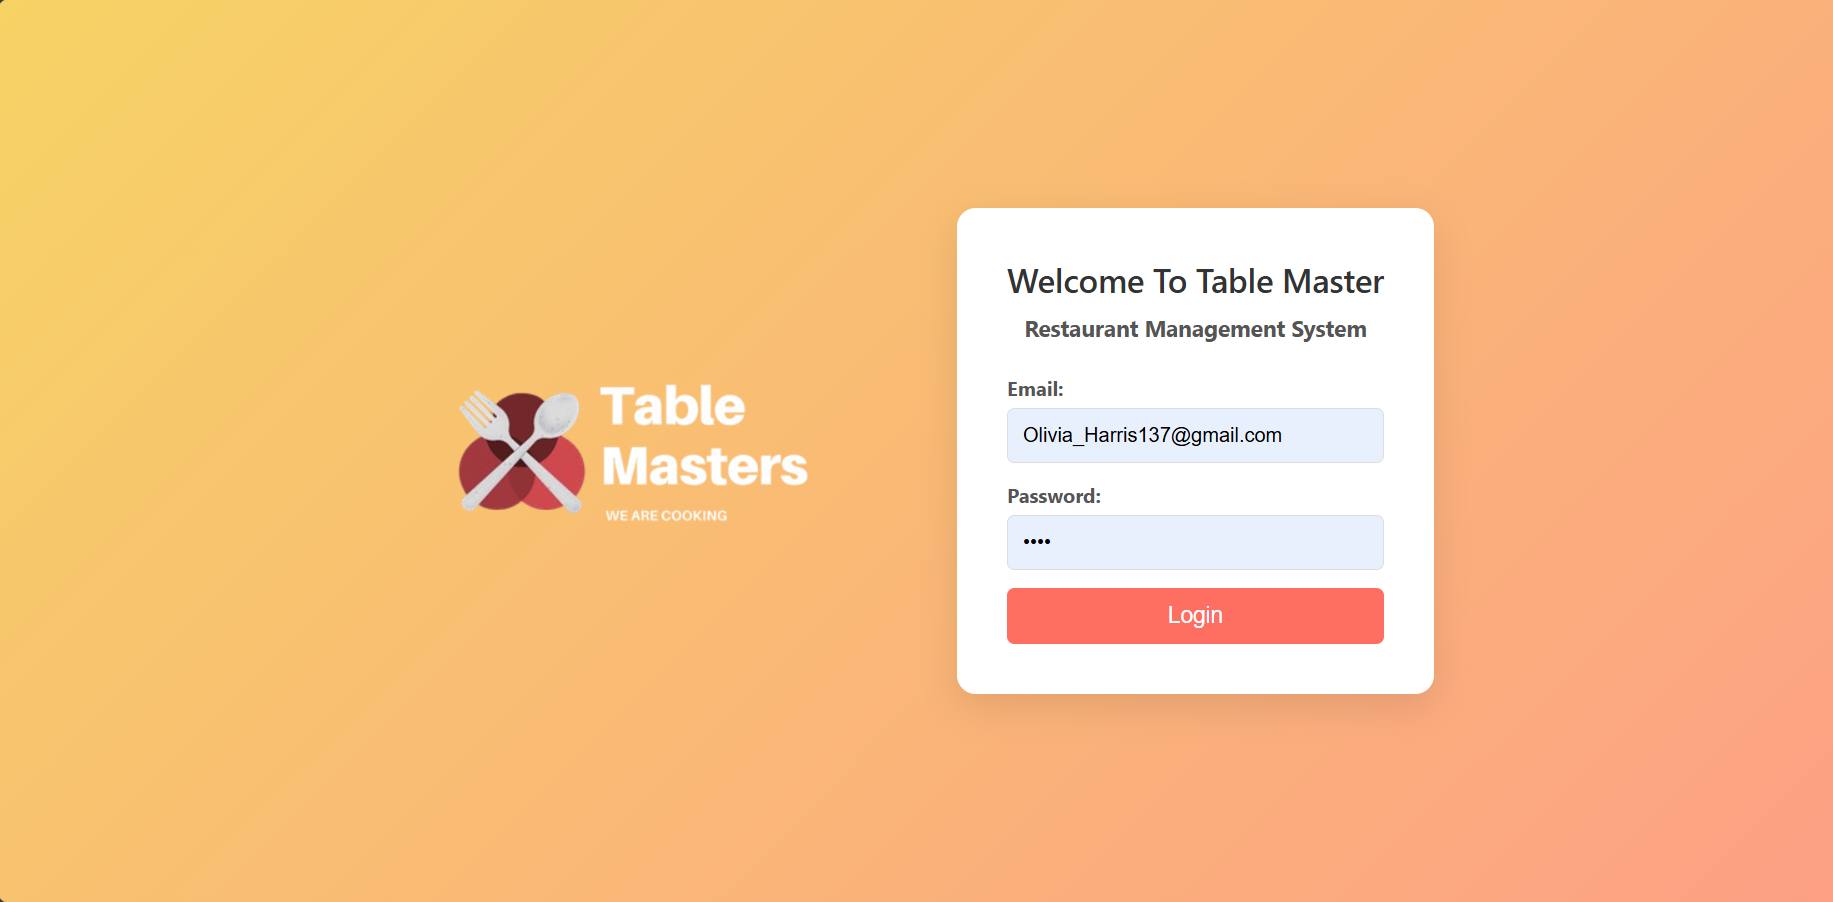 Table
Masters
WE ARE COOKING
Welcome To Table Master
Restaurant Management System
Email:
Olivia_Harris137@gmail.com
Password:
••••
Login